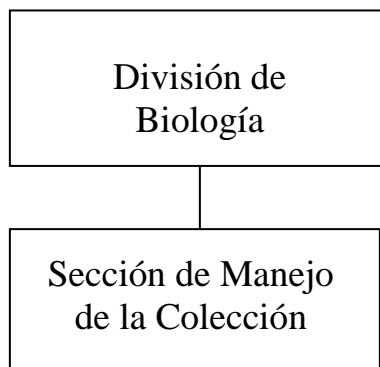 División de
Biología
Sección de Manejo
de la Colección